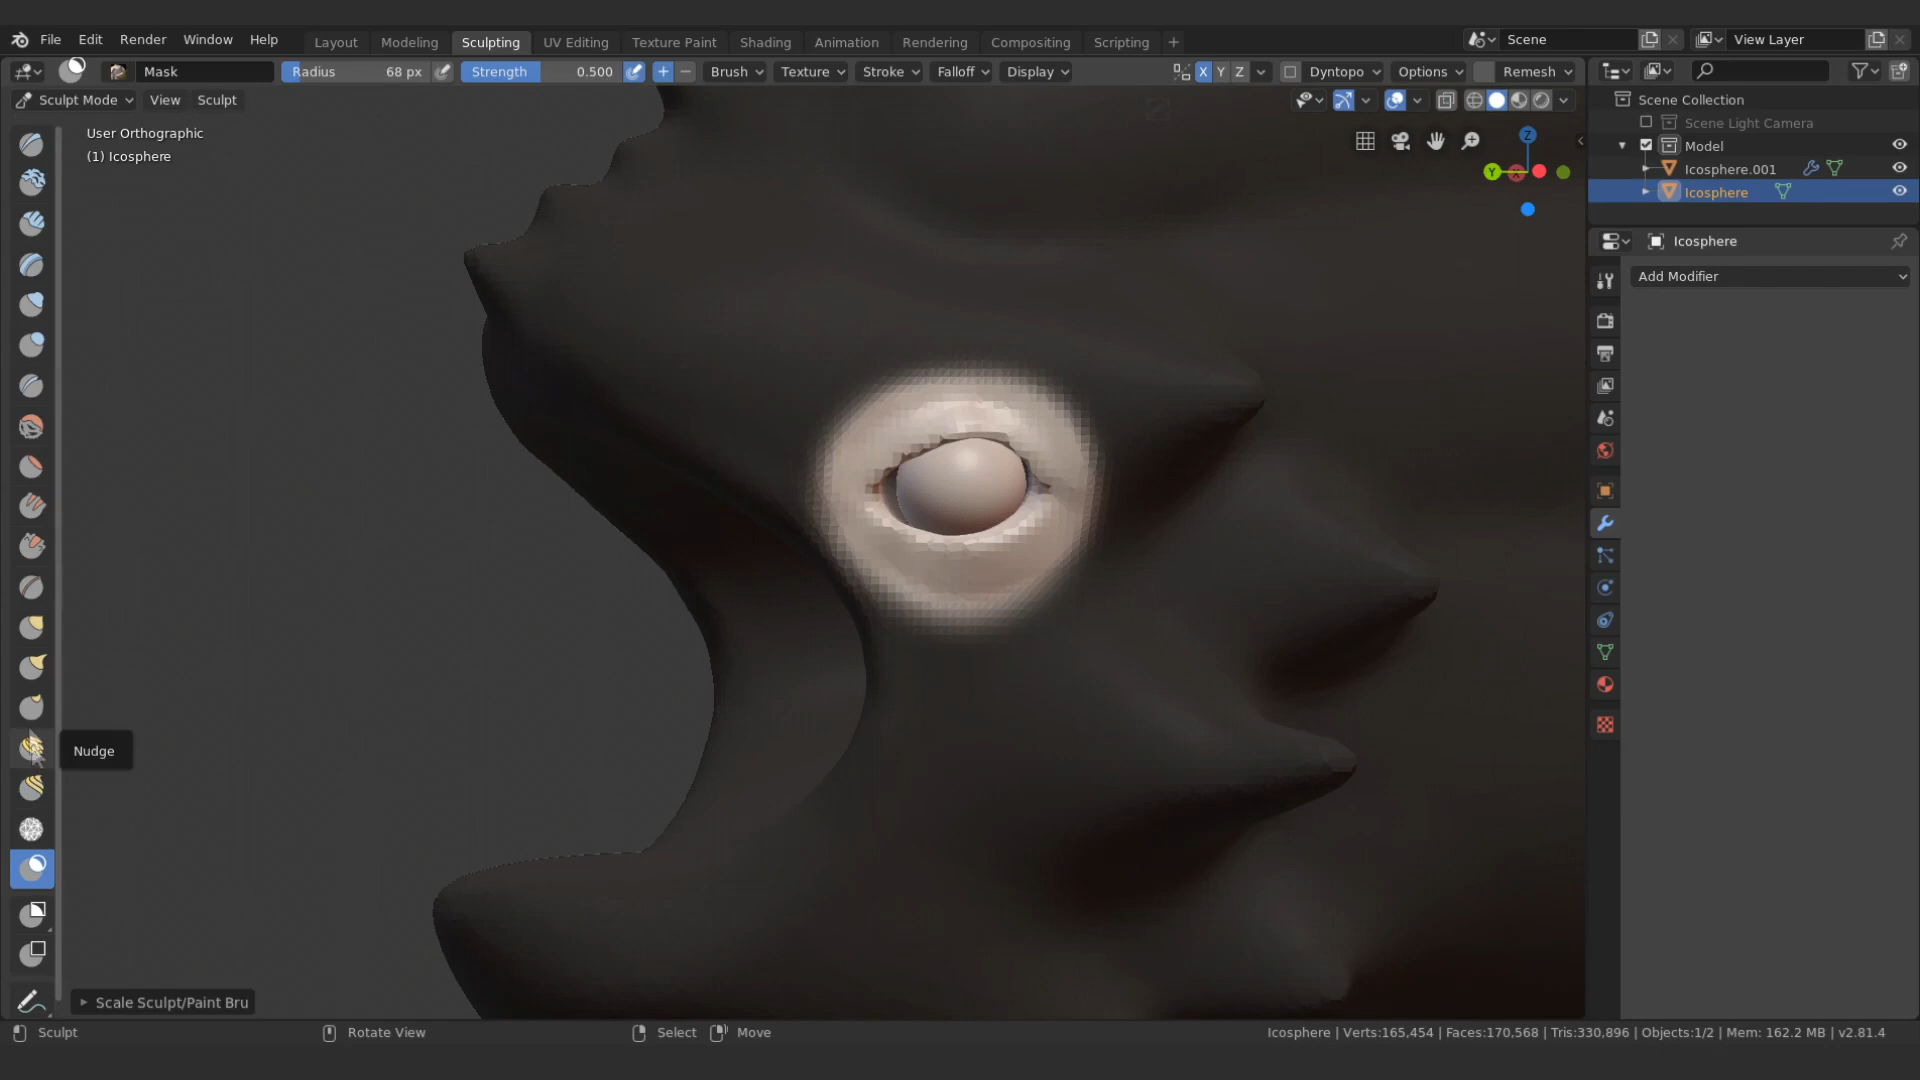 File Edit Render Window Help Layout Modeling Sculpting UV Editing Texture Paint Shading Animation Rendering Compositing Scripting + Scene View Layer
Mask Radius 68 px Strength 0.500 + − Brush Texture Stroke Falloff Display X Y Z Dyntopo Options Remesh
Sculpt Mode View Sculpt
Scene Collection
Scene Light Camera
Model
Icosphere.001
Icosphere
User Orthographic
(1) Icosphere
Z
Y X
Icosphere
Add Modifier
Nudge
Scale Sculpt/Paint Bru
Sculpt Rotate View Select Move Icosphere | Verts:165,454 | Faces:170,568 | Tris:330,896 | Objects:1/2 | Mem: 162.2 MB | v2.81.4